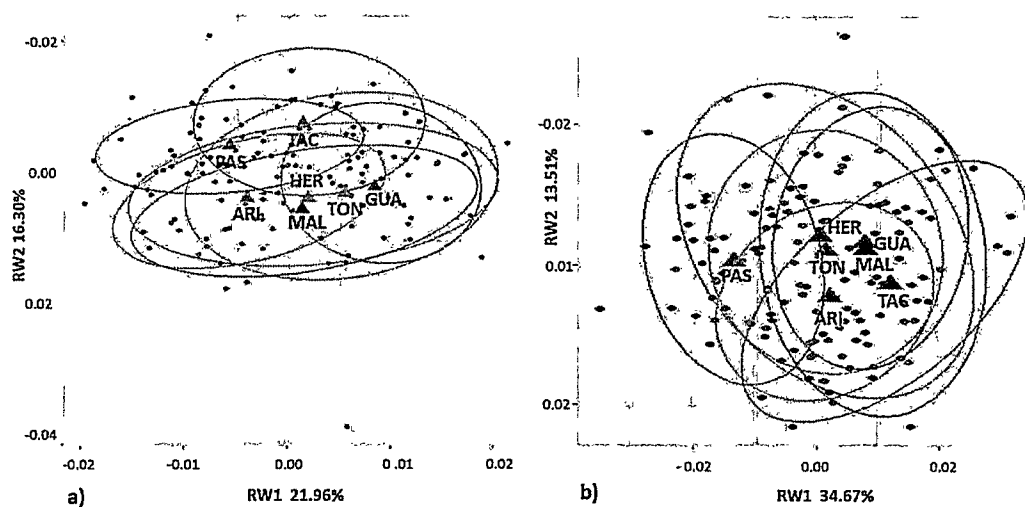 -0.02
0.00
0.02
-0.04
RW2 16.30%
TAC
PAS
HER
ARI
MAL
TON
GUA
-0.02
-0.01
0.00
0.01
0.02
a)
RW1 21.96%
-0.02
0.01
0.02
RW2 13.51%
HER
GUA
TON
MAL
PAS
TAC
ARI
-0.02
0.00
0.02
b)
RW1 34.67%